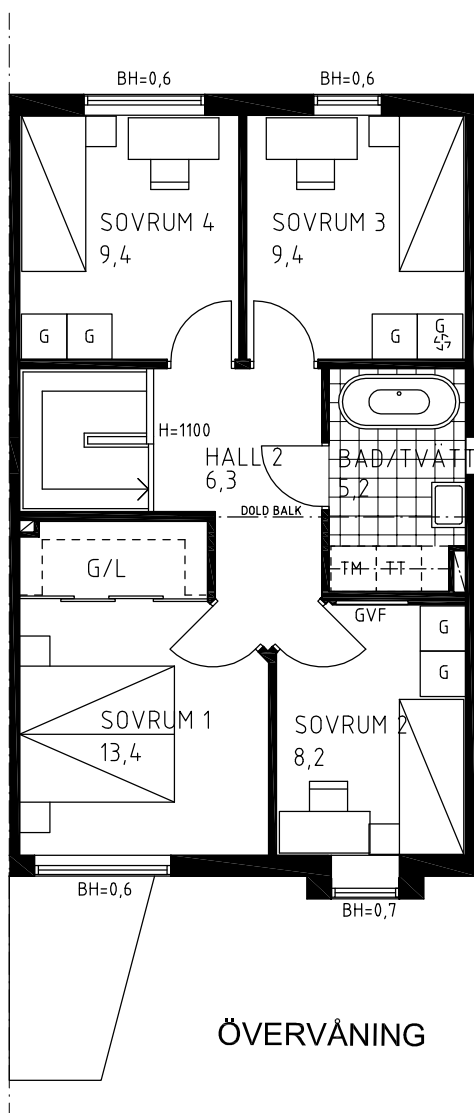 BH=0,6
BH=0,6
SOVRUM 4
9,4
SOVRUM 3
9,4
G
G
G
G
H=1100
HALL 2
6,3
BAD/TVÄTT
5,2
DOLD BALK
G/L
TM
TT
GVF
G
G
SOVRUM 1
13,4
SOVRUM 2
8,2
BH=0,6
BH=0,7
ÖVERVÅNING